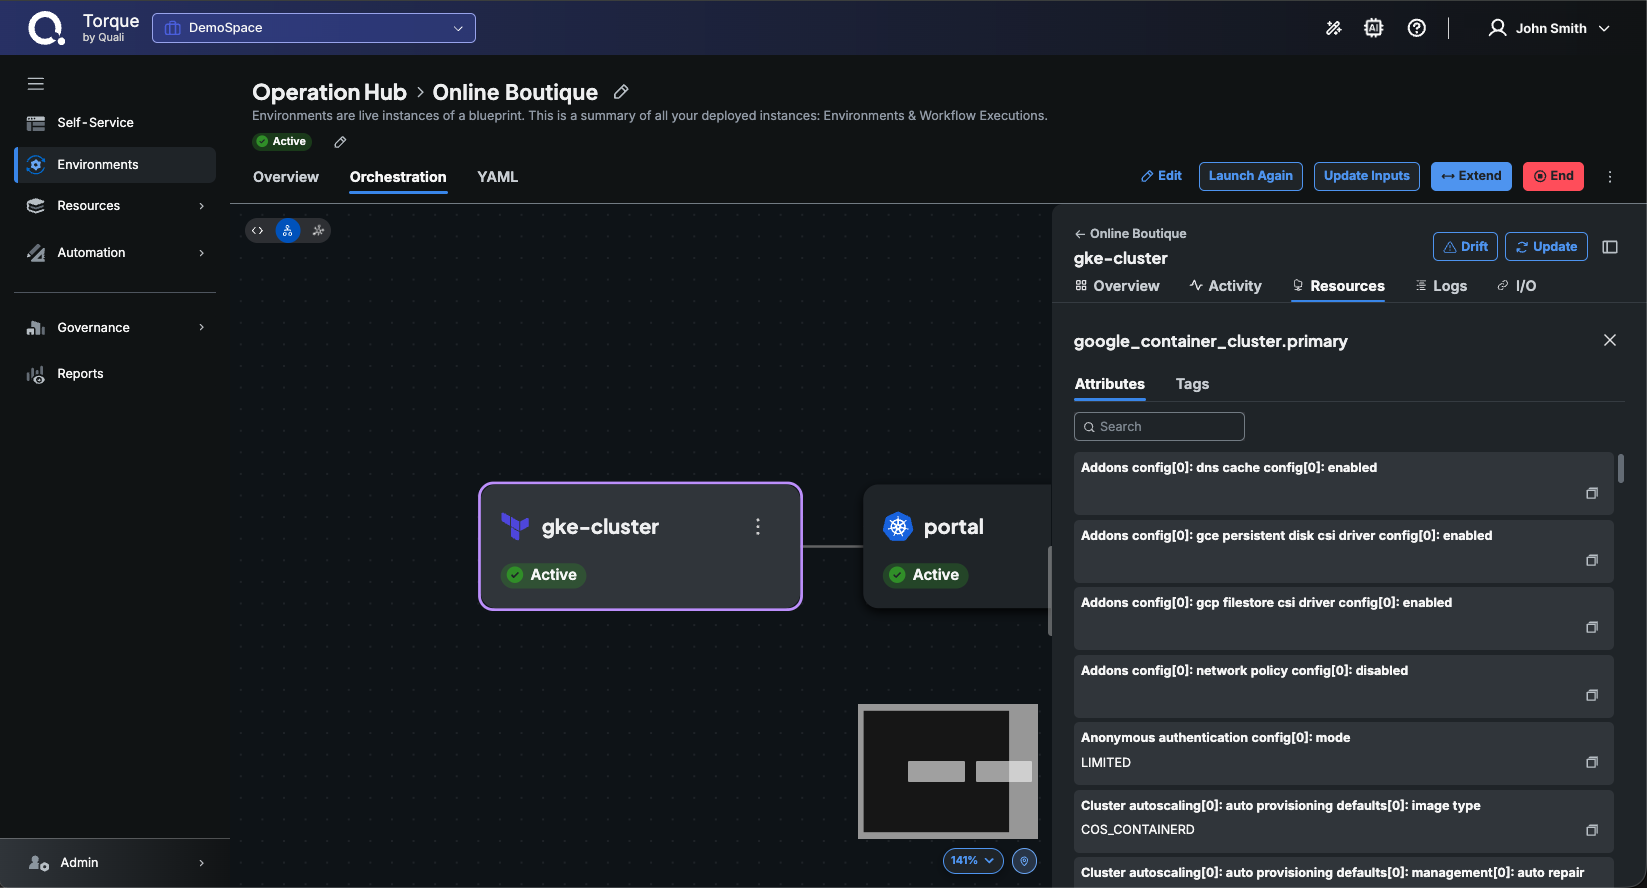 Torque
by Quali
DemoSpace
AI
John Smith
Self-Service
Environments
Resources
Automation
Governance
Reports
Admin
Operation Hub > Online Boutique
Environments are live instances of a blueprint. This is a summary of all your deployed instances: Environments & Workflow Executions.
Active
Overview
Orchestration
YAML
Edit
Launch Again
Update Inputs
Extend
End
gke-cluster
Active
portal
Active
141%
← Online Boutique
gke-cluster
Drift
Update
Overview
Activity
Resources
Logs
I/O
google_container_cluster.primary
Attributes
Tags
Search
Addons config[0]: dns cache config[0]: enabled
Addons config[0]: gce persistent disk csi driver config[0]: enabled
Addons config[0]: gcp filestore csi driver config[0]: enabled
Addons config[0]: network policy config[0]: disabled
Anonymous authentication config[0]: mode
LIMITED
Cluster autoscaling[0]: auto provisioning defaults[0]: image type
COS_CONTAINERD
Cluster autoscaling[0]: auto provisioning defaults[0]: management[0]: auto repair